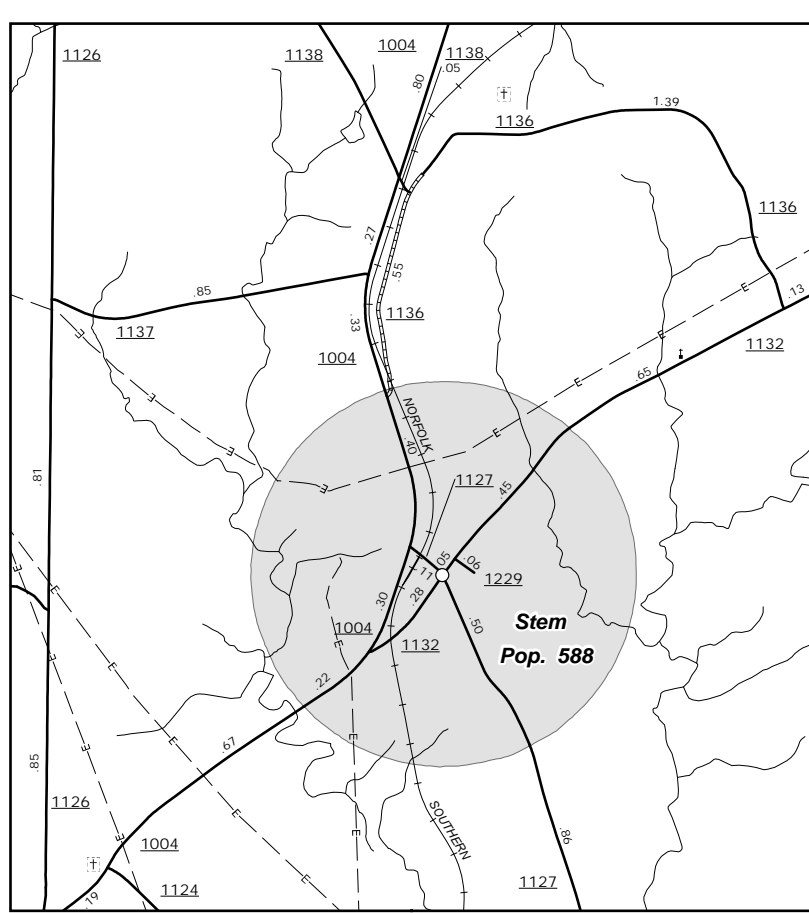 1126
1138
1004
1138
.05
.80
1136
1.39
1136
.27
.55
.13
.85
1137
.33
1136
1004
1132
.65
NORFOLK
.40
E
E
E
E
E
E
E
E
.81
1127
.45
.05
.06
.11
1229
E
E
.30
.28
.50
Stem
Pop. 588
1004
E
1132
E
E
.22
.67
E
E
E
.85
1126
E
E
E
SOUTHERN
.86
1004
1124
.19
E
1127